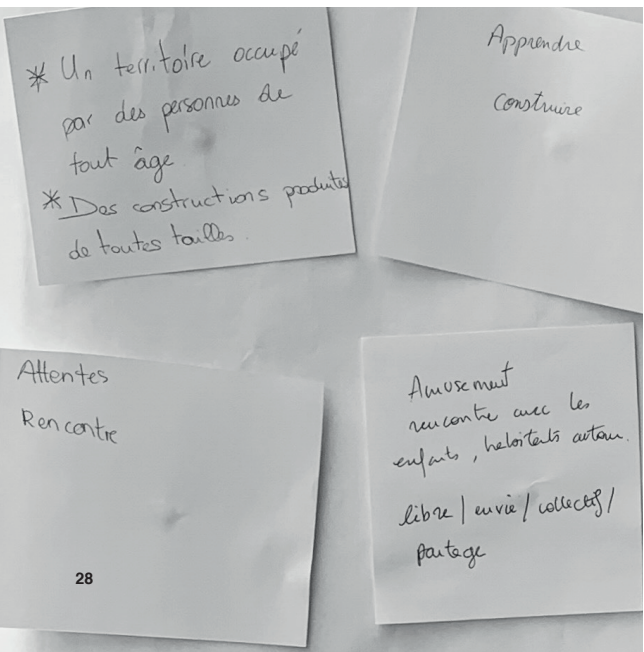 * Un territoire occupé
par des personnes de
tout âge
* Des constructions produites
de toutes tailles.
Apprendre
Construire
Attentes
Rencontre
28
Amusement
rencontre avec les
enfants, habitants autour.
libre / envie / collectif /
partage